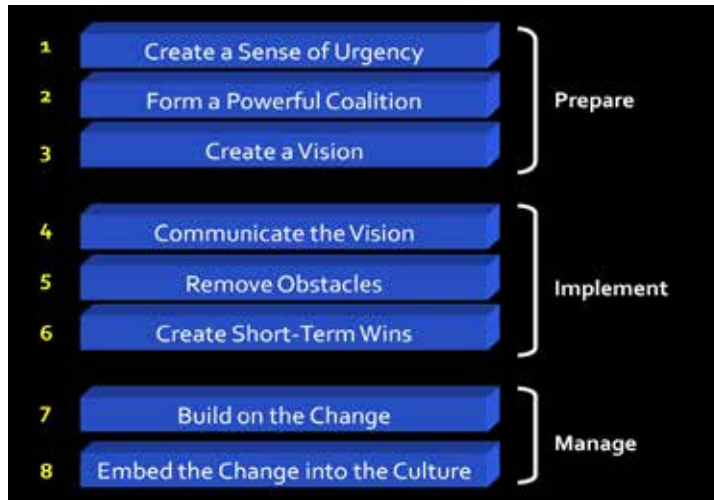 1 Create a Sense of Urgency
2 Form a Powerful Coalition
3 Create a Vision
Prepare
4 Communicate the Vision
5 Remove Obstacles
6 Create Short-Term Wins
Implement
7 Build on the Change
8 Embed the Change into the Culture
Manage